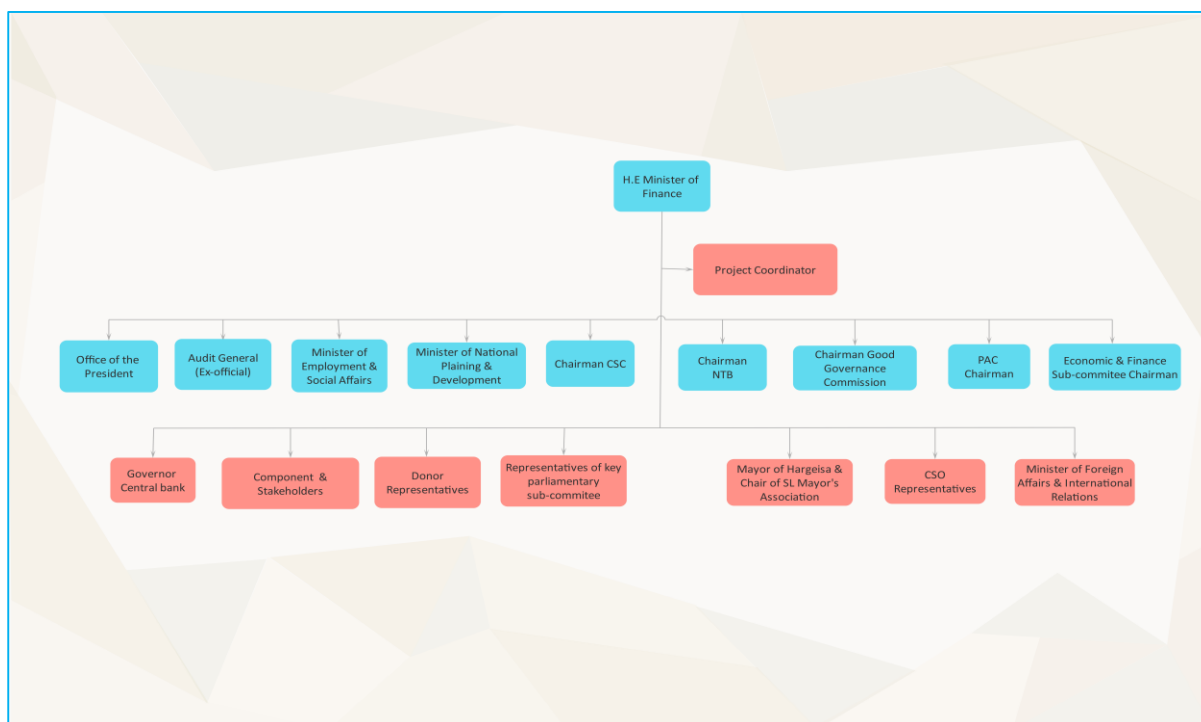 H.E Minister of
Finance
Project Coordinator
Office of the
President
Audit General
(Ex-official)
Minister of
Employment &
Social Affairs
Minister of National
Plaining &
Development
Chairman CSC
Chairman
NTB
Chairman Good
Governance
Commission
PAC
Chairman
Economic & Finance
Sub-commitee Chairman
Governor
Central bank
Component &
Stakeholders
Donor
Representatives
Representatives of key
parliamentary
sub-commitee
Mayor of Hargeisa &
Chair of SL Mayor's
Association
CSO
Representatives
Minister of Foreign
Affairs & International
Relations